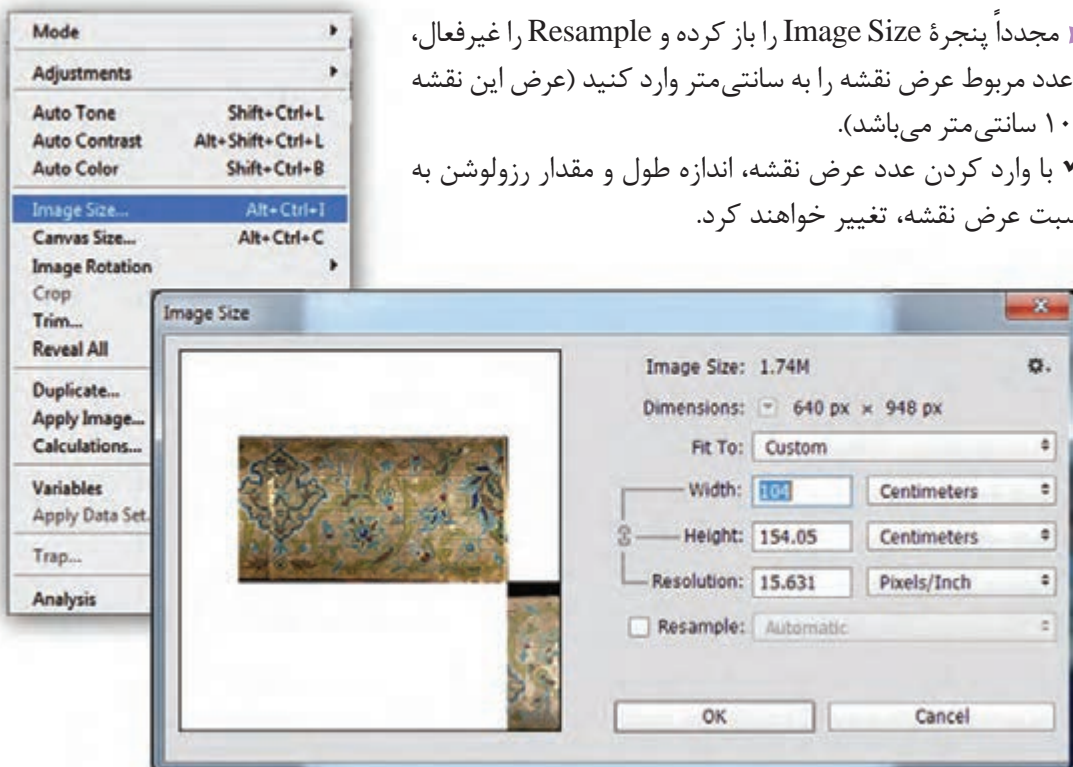 مجدداً پنجرهٔ Image Size را باز کرده و Resample را غیرفعال،
عدد مربوط عرض نقشه را به سانتی‌متر وارد کنید (عرض این نقشه
۱۰ سانتی‌متر می‌باشد).
✔ با وارد کردن عدد عرض نقشه، اندازه طول و مقدار رزولوشن به
سبت عرض نقشه، تغییر خواهند کرد.
Mode
Adjustments
Auto Tone Shift+Ctrl+L
Auto Contrast Alt+Shift+Ctrl+L
Auto Color Shift+Ctrl+B
Image Size... Alt+Ctrl+I
Canvas Size... Alt+Ctrl+C
Image Rotation
Crop
Trim...
Reveal All
Duplicate...
Apply Image...
Calculations...
Variables
Apply Data Set.
Trap...
Analysis
Image Size
Image Size: 1.74M
Dimensions: 640 px × 948 px
Fit To: Custom
Width: 104 Centimeters
Height: 154.05 Centimeters
Resolution: 15.631 Pixels/Inch
Resample: Automatic
OK Cancel